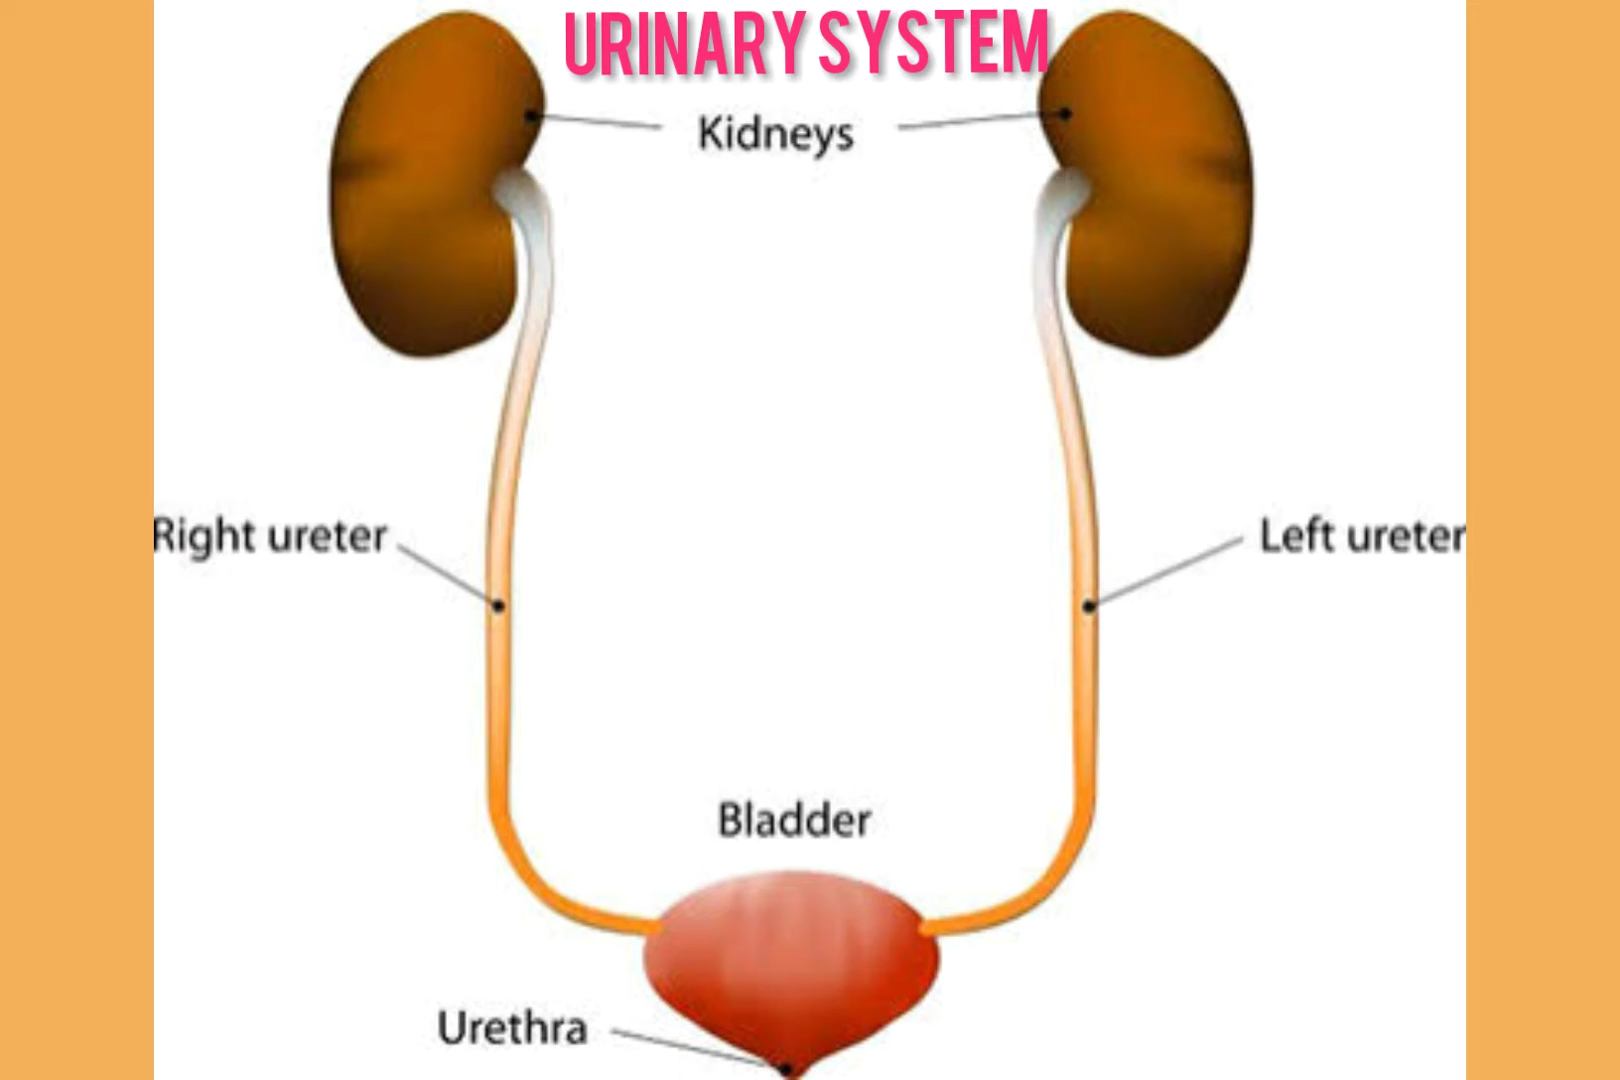 URINARY SYSTEM
Kidneys
Right ureter
Left ureter
Bladder
Urethra